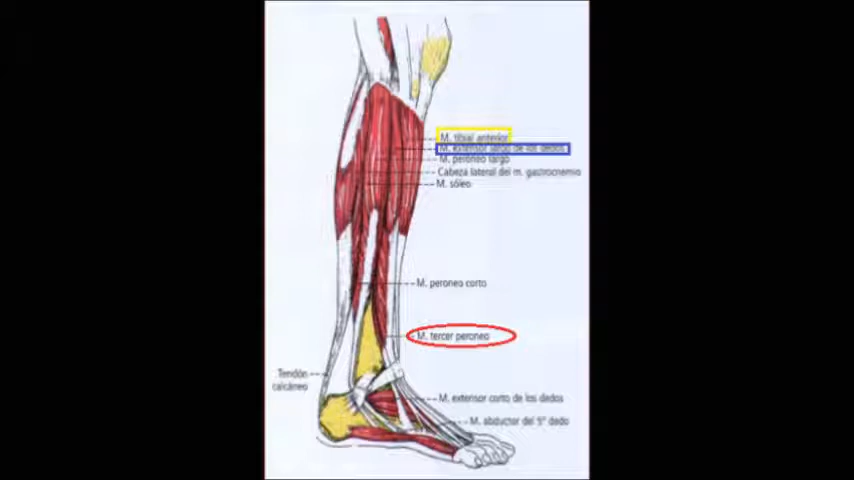 M. tibial anterior
M. extensor largo de los dedos
M. peroneo largo
Cabeza lateral del m. gastrocnemio
M. sóleo
M. peroneo corto
M. tercer peroneo
Tendón
calcáneo
M. extensor corto de los dedos
M. abductor del 5° dedo